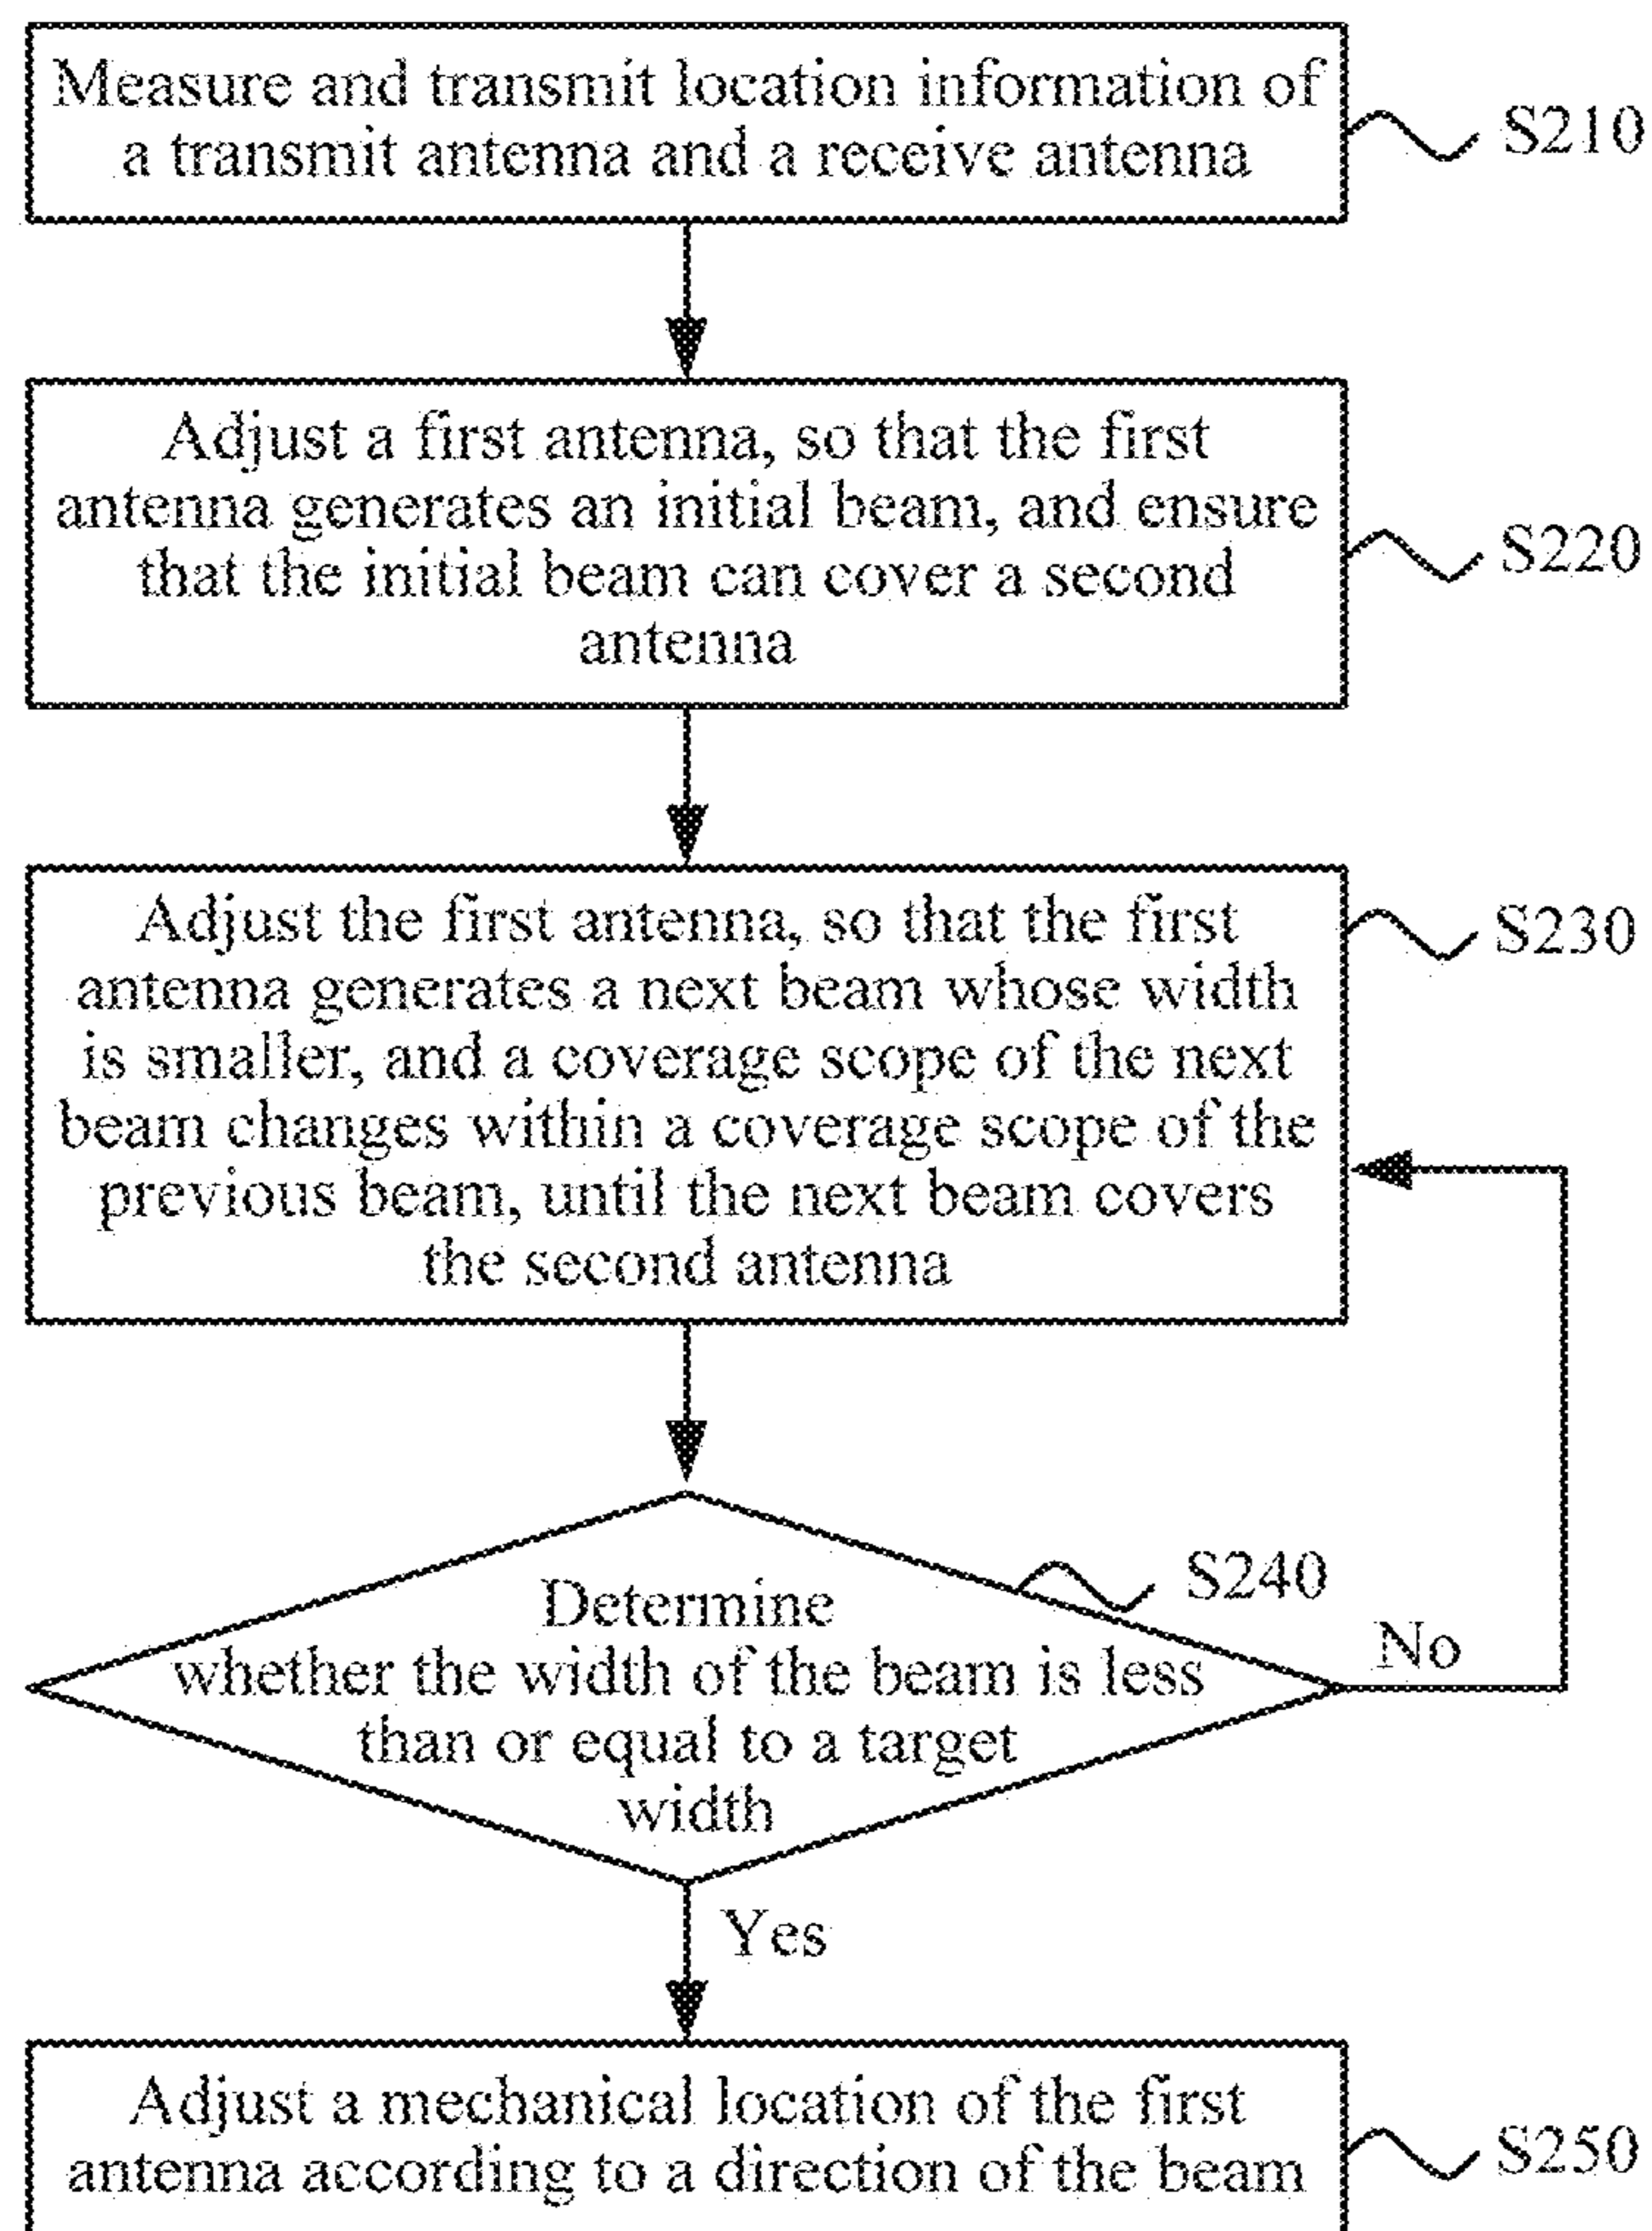 Measure and transmit location information of
a transmit antenna and a receive antenna
S210
Adjust a first antenna, so that the first
antenna generates an initial beam, and ensure
that the initial beam can cover a second
antenna
S220
Adjust the first antenna, so that the first
antenna generates a next beam whose width
is smaller, and a coverage scope of the next
beam changes within a coverage scope of the
previous beam, until the next beam covers
the second antenna
S230
Determine
whether the width of the beam is less
than or equal to a target
width
S240
No
Yes
Adjust a mechanical location of the first
antenna according to a direction of the beam
S250